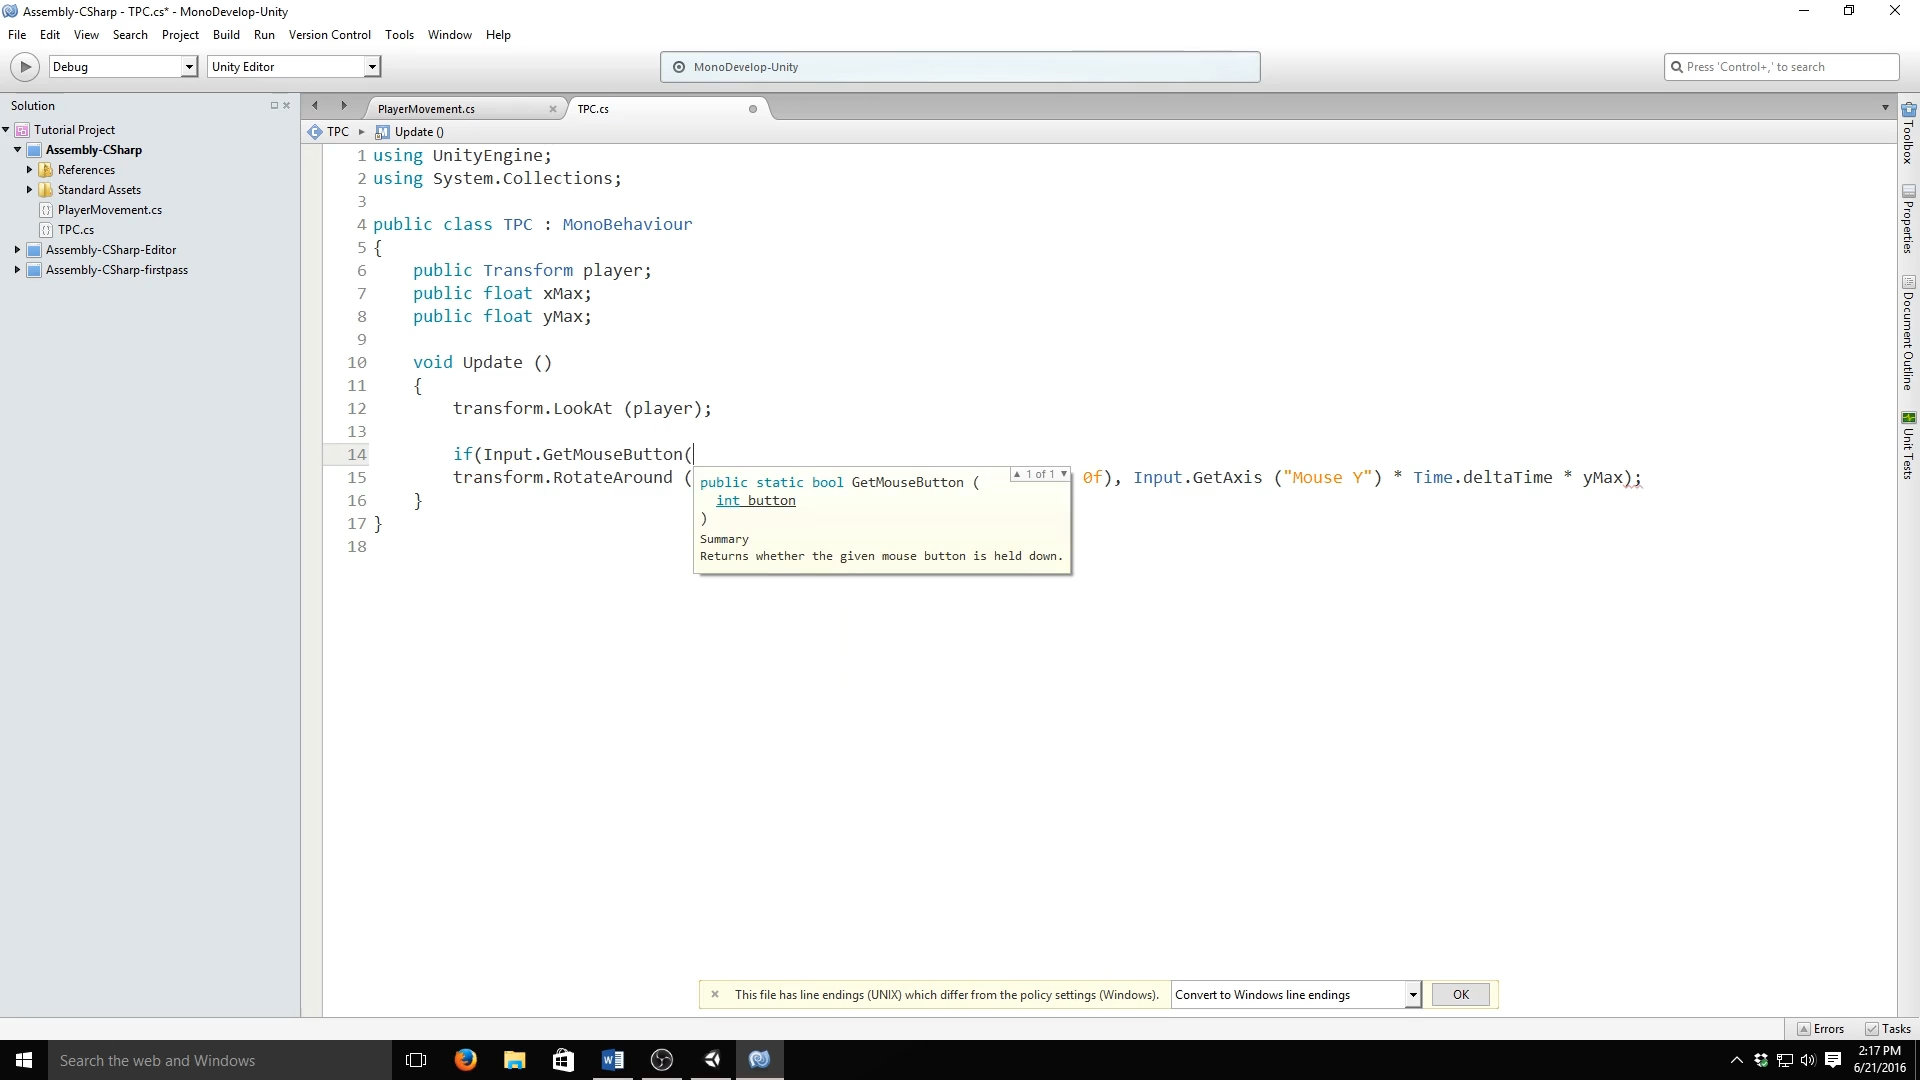 Assembly-CSharp - TPC.cs* - MonoDevelop-Unity
File Edit View Search Project Build Run Version Control Tools Window Help
Debug Unity Editor MonoDevelop-Unity Press 'Control+,' to search
Solution
Tutorial Project
Assembly-CSharp
References
Standard Assets
PlayerMovement.cs
TPC.cs
Assembly-CSharp-Editor
Assembly-CSharp-firstpass
PlayerMovement.cs TPC.cs
TPC Update ()
1 using UnityEngine;
2 using System.Collections;
3
4 public class TPC : MonoBehaviour
5 {
6 public Transform player;
7 public float xMax;
8 public float yMax;
9
10 void Update ()
11 {
12 transform.LookAt (player);
13
14 if(Input.GetMouseButton(
15 transform.RotateAround ( 0f), Input.GetAxis ("Mouse Y") * Time.deltaTime * yMax);
16 }
17 }
18
1 of 1
public static bool GetMouseButton (
int button
)
Summary
Returns whether the given mouse button is held down.
Toolbox
Properties
Document Outline
Unit Tests
This file has line endings (UNIX) which differ from the policy settings (Windows). Convert to Windows line endings OK
Errors Tasks
Search the web and Windows
2:17 PM
6/21/2016